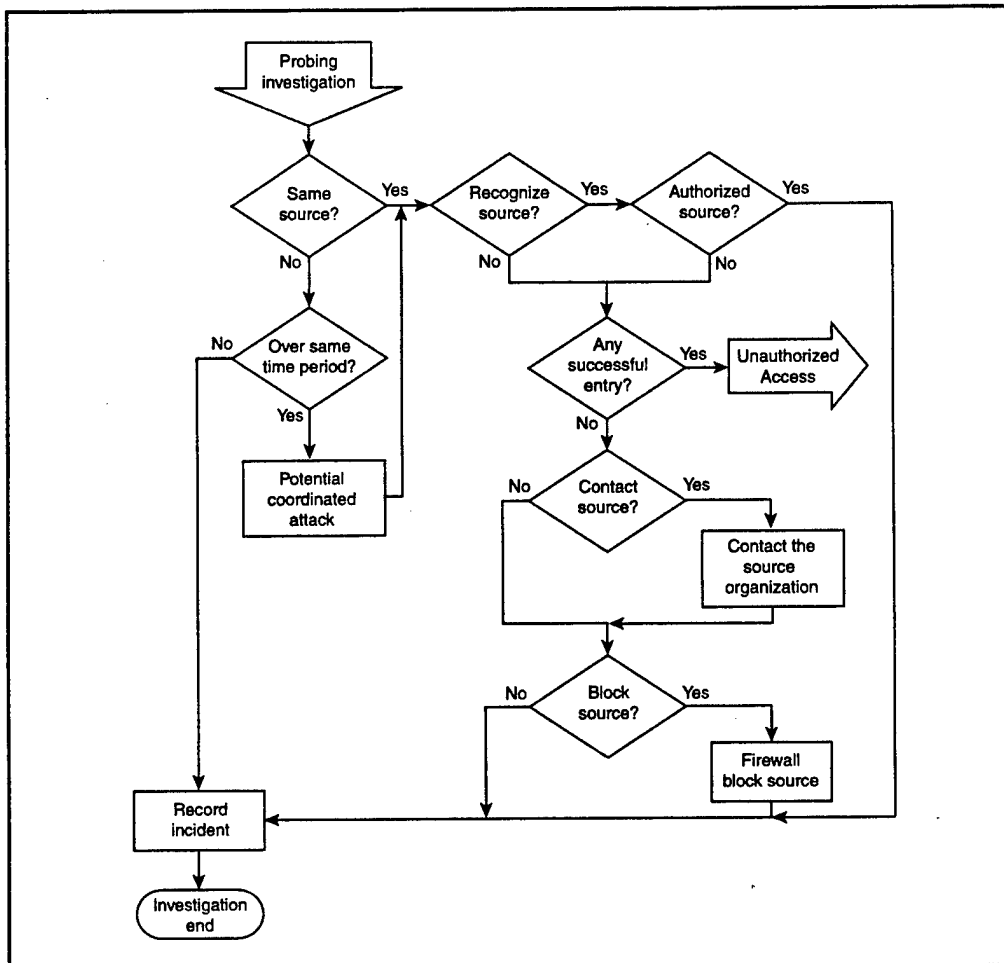 Probing
investigation
Same
source?
Yes
Recognize
source?
Yes
Authorized
source?
Yes
No
No
No
No
Over same
time period?
Any
successful
entry?
Yes
Unauthorized
Access
Yes
No
Potential
coordinated
attack
No
Contact
source?
Yes
Contact the
source
organization
No
Block
source?
Yes
Firewall
block source
Record
incident
Investigation
end